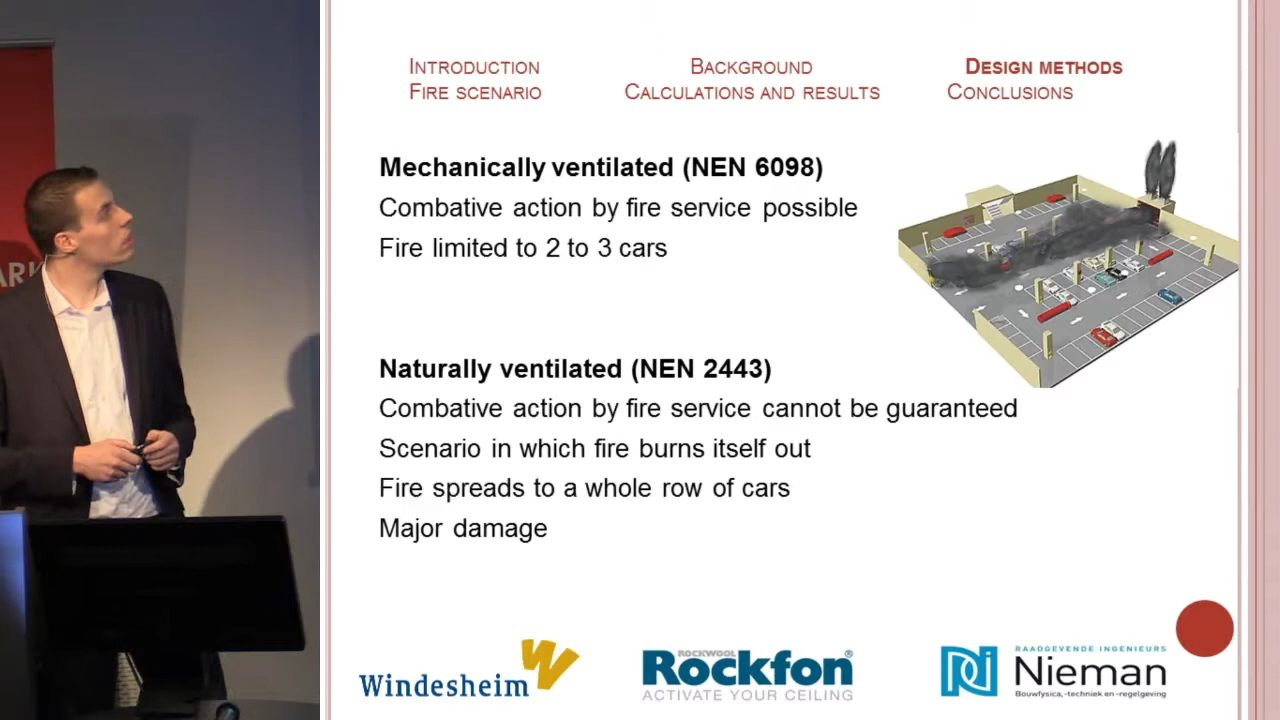 INTRODUCTION BACKGROUND DESIGN METHODS
FIRE SCENARIO CALCULATIONS AND RESULTS CONCLUSIONS
Mechanically ventilated (NEN 6098)
Combative action by fire service possible
Fire limited to 2 to 3 cars
Naturally ventilated (NEN 2443)
Combative action by fire service cannot be guaranteed
Scenario in which fire burns itself out
Fire spreads to a whole row of cars
Major damage
Windesheim
ROCKWOOL
Rockfon®
ACTIVATE YOUR CEILING
RAADGEVENDE INGENIEURS
Nieman
Bouwfysica, -techniek en -regelgeving